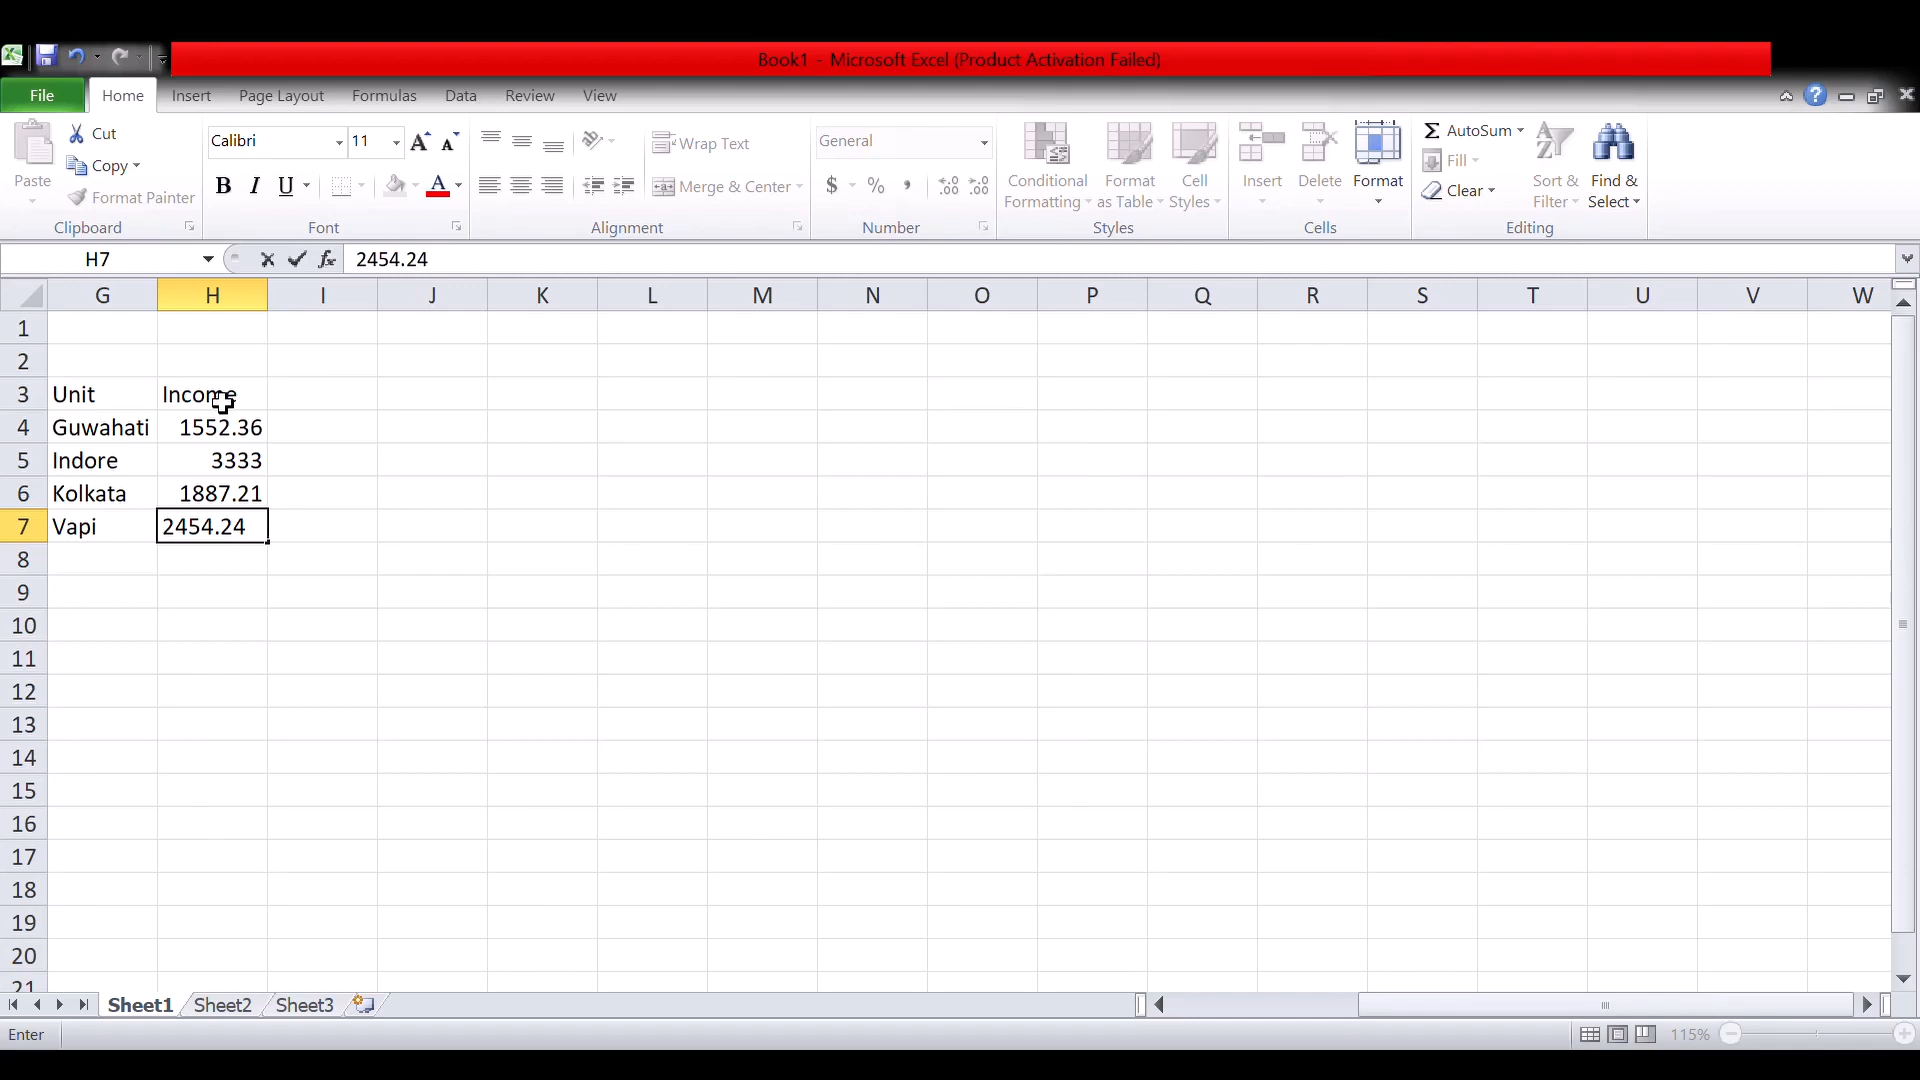 Book1 - Microsoft Excel (Product Activation Failed)
File Home Insert Page Layout Formulas Data Review View
Paste
Cut
Copy
Format Painter
Clipboard
Calibri 11
B I U A
Font
Wrap Text
Merge & Center
Alignment
General
$ % ,
Number
Conditional Formatting
Format as Table
Cell Styles
Styles
Insert Delete Format
Cells
Σ AutoSum
Fill
Clear
Sort & Filter
Find & Select
Editing
H7 fx 2454.24
G H I J K L M N O P Q R S T U V W
1
2
3 Unit Income
4 Guwahati 1552.36
5 Indore 3333
6 Kolkata 1887.21
7 Vapi 2454.24
8
9
10
11
12
13
14
15
16
17
18
19
20
21
Sheet1 Sheet2 Sheet3
Enter 115%